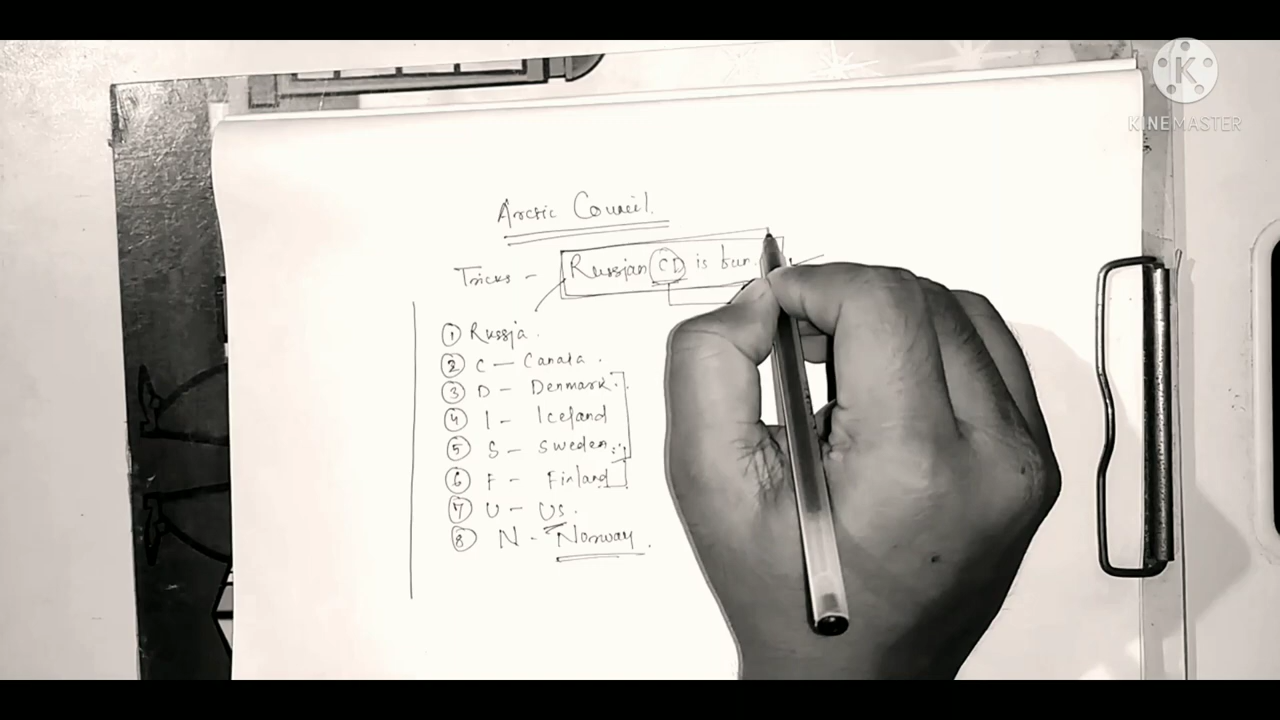 KINEMASTER
Arctic Council.
Tricks - Russian CD is fun.
① Russia.
② C - Canada.
③ D - Denmark.
④ I - Iceland
⑤ S - Sweden.
⑥ F - Finland
⑦ U - US.
⑧ N - Norway.